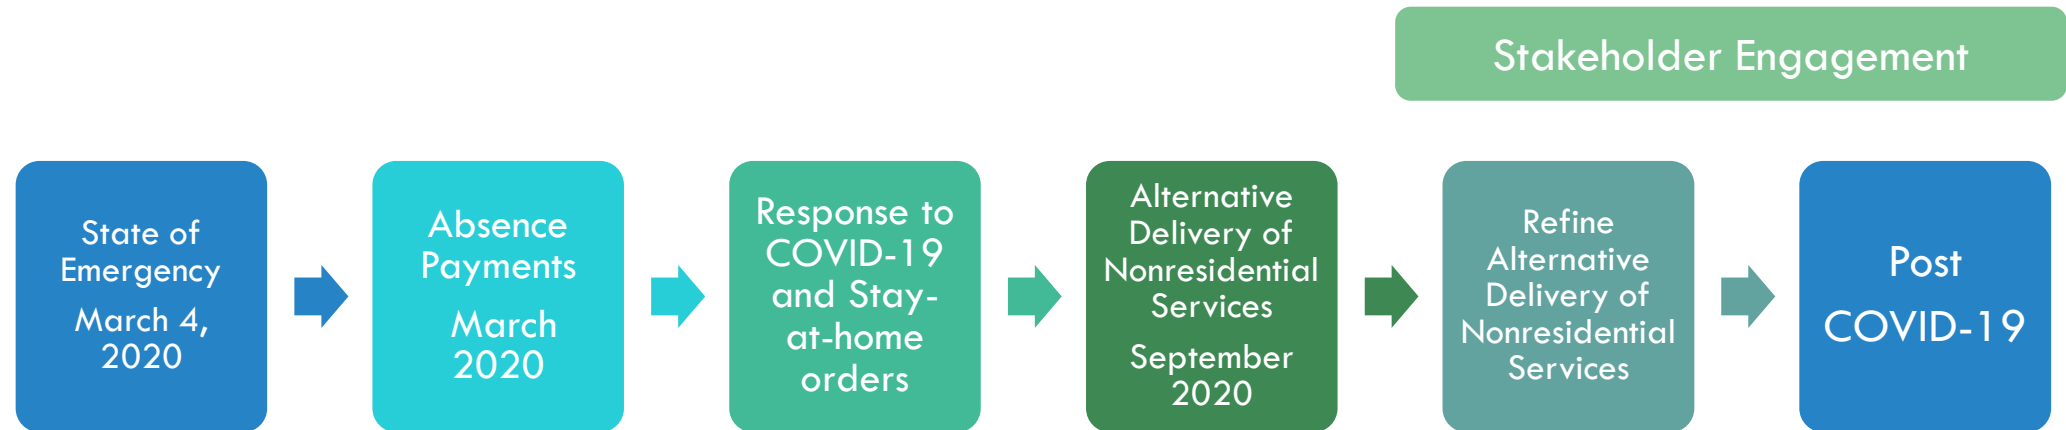 Stakeholder Engagement
State of
Emergency
March 4,
2020
Absence
Payments
March
2020
Response to
COVID-19
and Stay-
at-home
orders
Alternative
Delivery of
Nonresidential
Services
September
2020
Refine
Alternative
Delivery of
Nonresidential
Services
Post
COVID-19